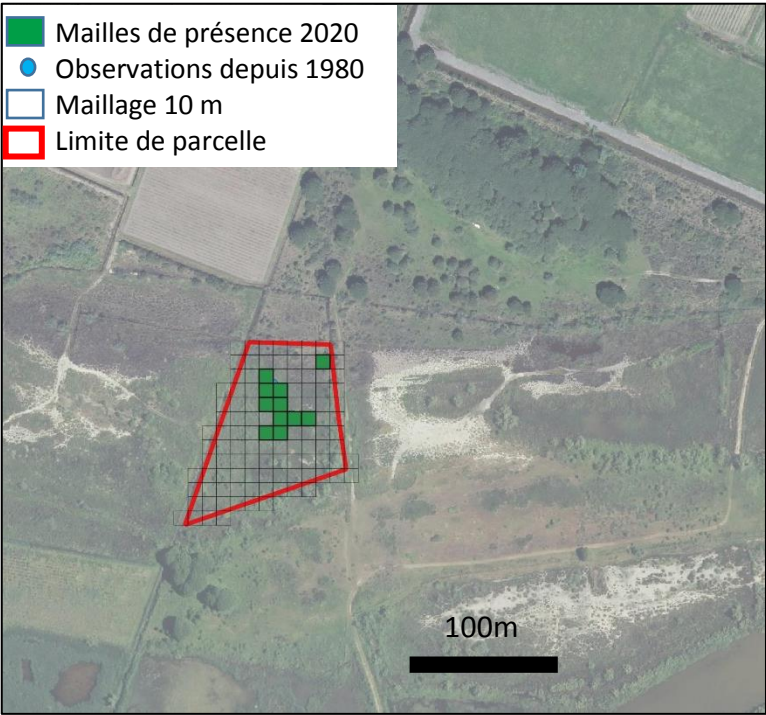 Mailles de présence 2020
Observations depuis 1980
Maillage 10 m
Limite de parcelle
100m